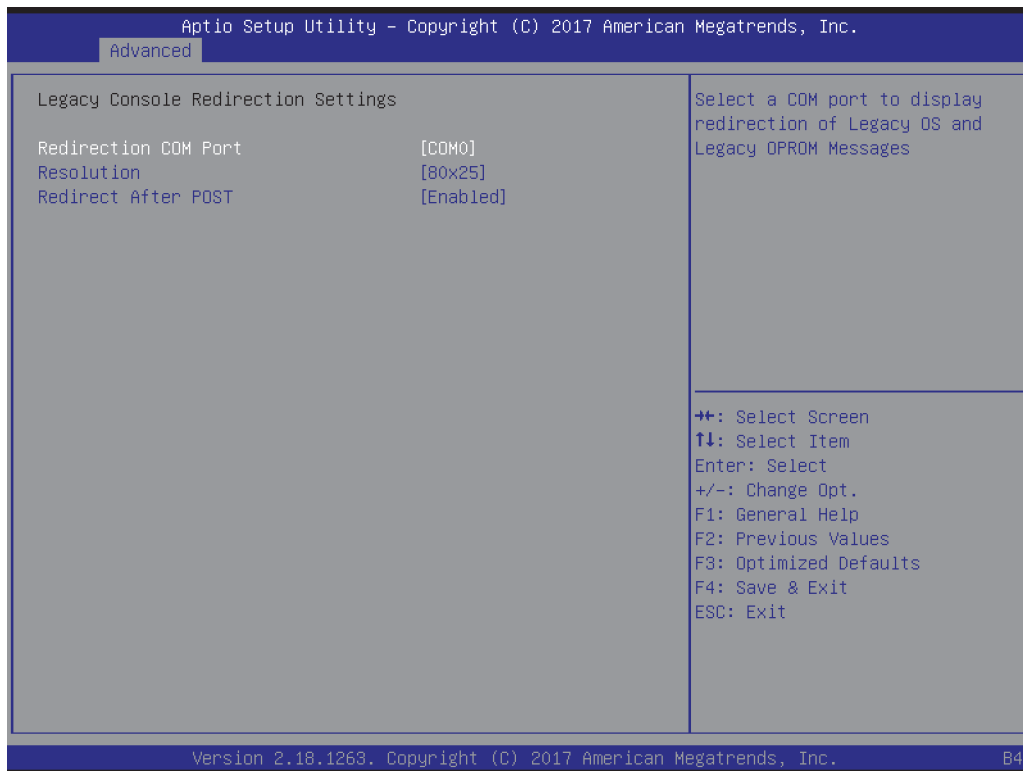 Aptio Setup Utility – Copyright (C) 2017 American Megatrends, Inc.
Advanced
Legacy Console Redirection Settings
Redirection COM Port [COM0]
Resolution [80x25]
Redirect After POST [Enabled]
Select a COM port to display
redirection of Legacy OS and
Legacy OPROM Messages
→←: Select Screen
↑↓: Select Item
Enter: Select
+/-: Change Opt.
F1: General Help
F2: Previous Values
F3: Optimized Defaults
F4: Save & Exit
ESC: Exit
Version 2.18.1263. Copyright (C) 2017 American Megatrends, Inc.
B4